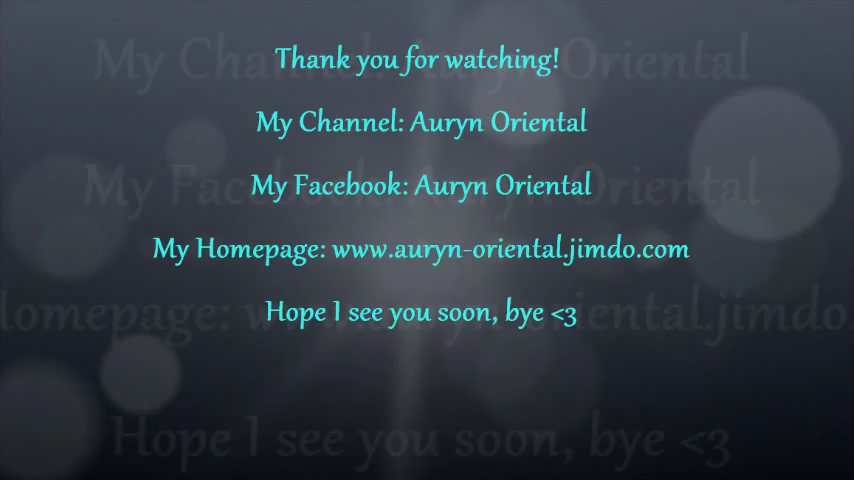 Thank you for watching!
My Channel: Auryn Oriental
My Facebook: Auryn Oriental
My Homepage: www.auryn-oriental.jimdo.com
Hope I see you soon, bye <3